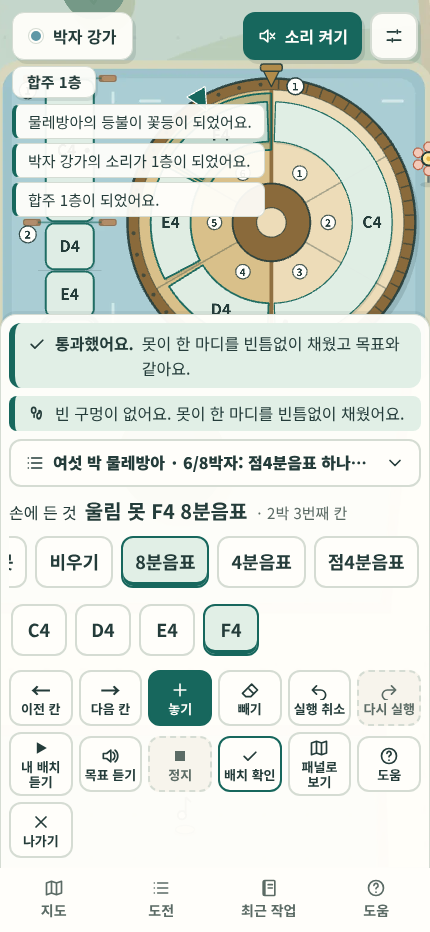 박자 강가
소리 켜기
합주 1층
물레방아의 등불이 꽃등이 되었어요.
박자 강가의 소리가 1층이 되었어요.
합주 1층이 되었어요.
1
1
2
3
4
5
2
E4
C4
D4
D4
E4
통과했어요. 못이 한 마디를 빈틈없이 채웠고 목표와
같아요.
빈 구멍이 없어요. 못이 한 마디를 빈틈없이 채웠어요.
여섯 박 물레방아 · 6/8박자: 점4분음표 하나…
손에 든 것 울림 못 F4 8분음표 · 2박 3번째 칸
비우기 8분음표 4분음표 점4분음표
C4 D4 E4 F4
이전 칸 다음 칸 놓기 빼기 실행 취소 다시 실행
내 배치
듣기
목표 듣기 정지 배치 확인
패널로
보기
도움
나가기
지도 도전 최근 작업 도움